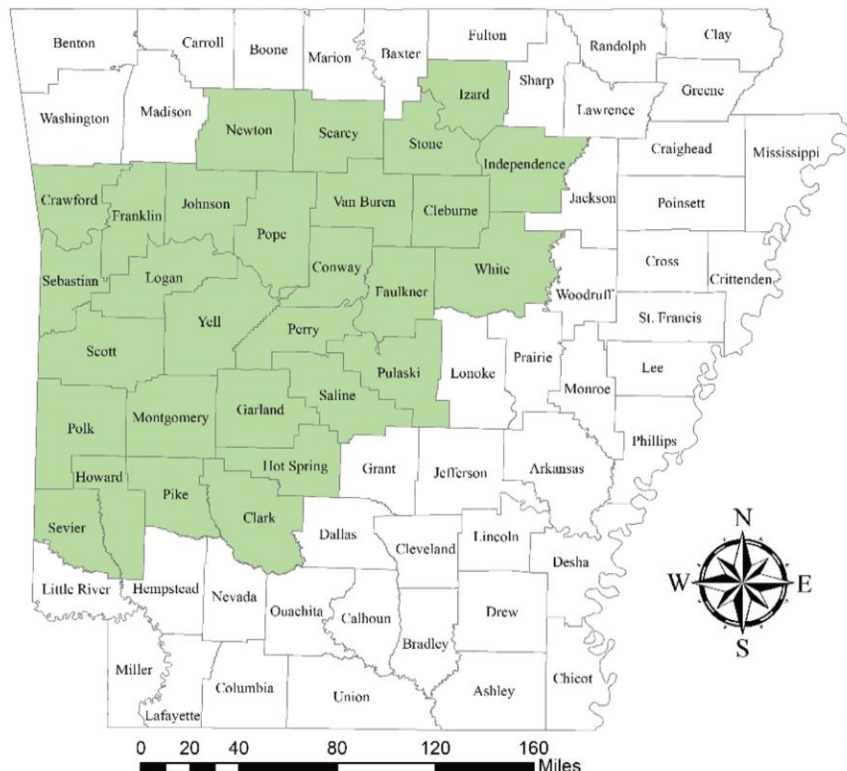 Benton
Carroll
Boone
Marion
Baxter
Fulton
Randolph
Clay
Sharp
Izard
Greene
Lawrence
Washington
Madison
Newton
Searcy
Stone
Independence
Craighead
Mississippi
Jackson
Poinsett
Crawford
Franklin
Johnson
Pope
Van Buren
Cleburne
White
Woodruff
Cross
Crittenden
Sebastian
Logan
Conway
Faulkner
St. Francis
Yell
Perry
Scott
Pulaski
Lonoke
Prairie
Monroe
Lee
Saline
Garland
Montgomery
Polk
Phillips
Hot Spring
Grant
Jefferson
Arkansas
Howard
Pike
Clark
Sevier
Dallas
Cleveland
Lincoln
Desha
Little River
Hempstead
Nevada
Ouachita
Calhoun
Bradley
Drew
Miller
Lafayette
Columbia
Union
Ashley
Chicot
N
W
E
S
0 20 40 80 120 160
Miles